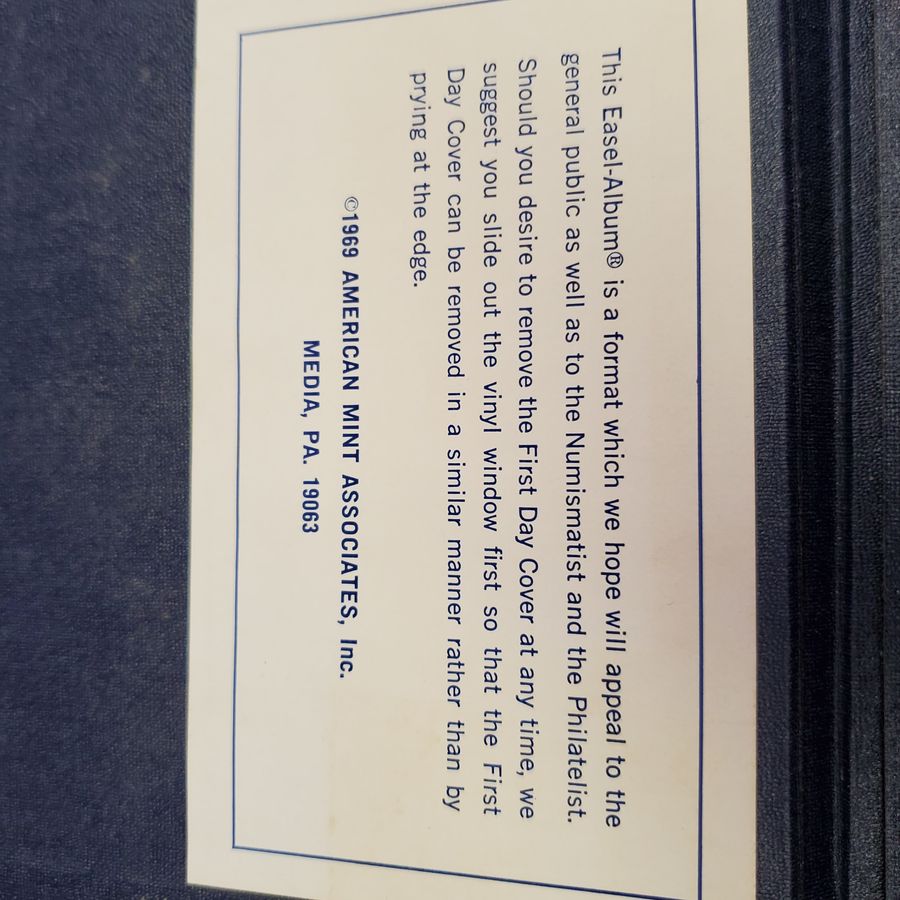 This Easel-Album® is a format which we hope will appeal to the
general public as well as to the Numismatist and the Philatelist.
Should you desire to remove the First Day Cover at any time, we
suggest you slide out the vinyl window first so that the First
Day Cover can be removed in a similar manner rather than by
prying at the edge.
©1969 AMERICAN MINT ASSOCIATES, Inc.
MEDIA, PA. 19063